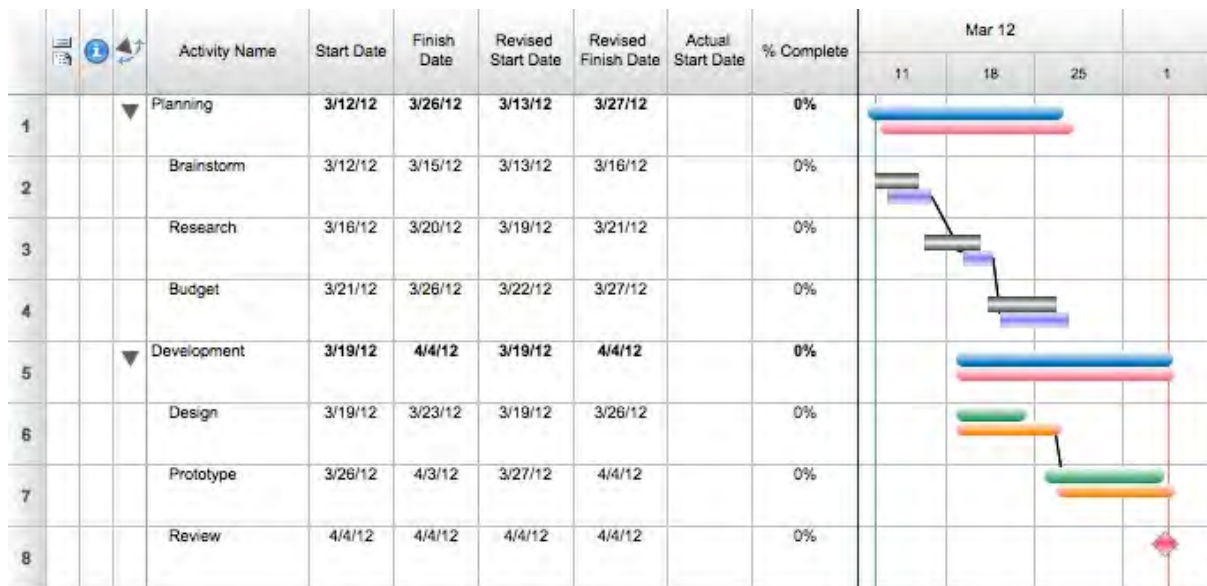 Activity Name Start Date Finish Date Revised Start Date Revised Finish Date Actual Start Date % Complete Mar 12
11 18 25 1
1 Planning 3/12/12 3/26/12 3/13/12 3/27/12 0%
2 Brainstorm 3/12/12 3/15/12 3/13/12 3/16/12 0%
3 Research 3/16/12 3/20/12 3/19/12 3/21/12 0%
4 Budget 3/21/12 3/26/12 3/22/12 3/27/12 0%
5 Development 3/19/12 4/4/12 3/19/12 4/4/12 0%
6 Design 3/19/12 3/23/12 3/19/12 3/26/12 0%
7 Prototype 3/26/12 4/3/12 3/27/12 4/4/12 0%
8 Review 4/4/12 4/4/12 4/4/12 4/4/12 0%